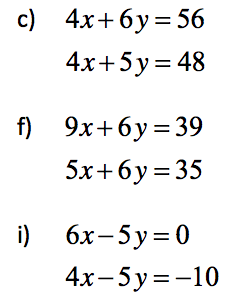 c) 4x+6y=56
4x+5y=48
f) 9x+6y=39
5x+6y=35
i) 6x−5y=0
4x−5y=−10